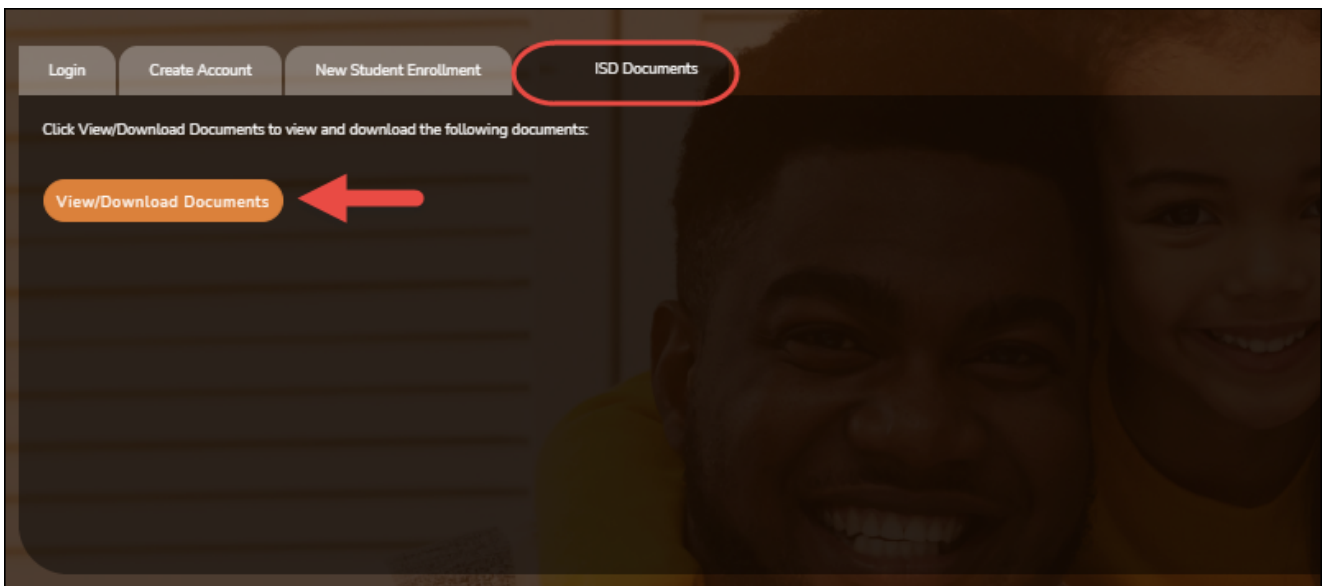 Login
Create Account
New Student Enrollment
ISD Documents
Click View/Download Documents to view and download the following documents:
View/Download Documents